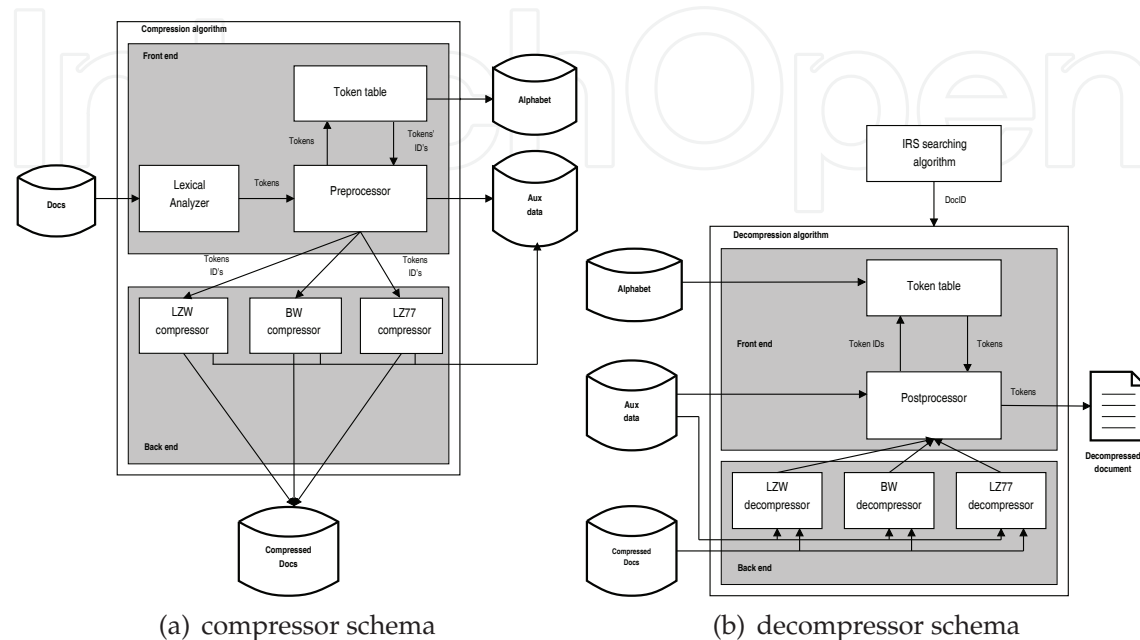 IntechOpen
Compression algorithm
Front end
Token table
Alphabet
Tokens
Tokens'
ID's
Docs
Lexical
Analyzer
Tokens
Preprocessor
Aux
data
Tokens
ID's
Tokens
ID's
LZW
compressor
BW
compressor
LZ77
compressor
Back end
Compressed
Docs
(a) compressor schema
IRS searching
algorithm
DocID
Decompression algorithm
Alphabet
Token table
Front end
Token IDs
Tokens
Aux
data
Postprocessor
Tokens
Decompressed
document
LZW
decompressor
BW
decompressor
LZ77
decompressor
Compressed
Docs
Back end
(b) decompressor schema